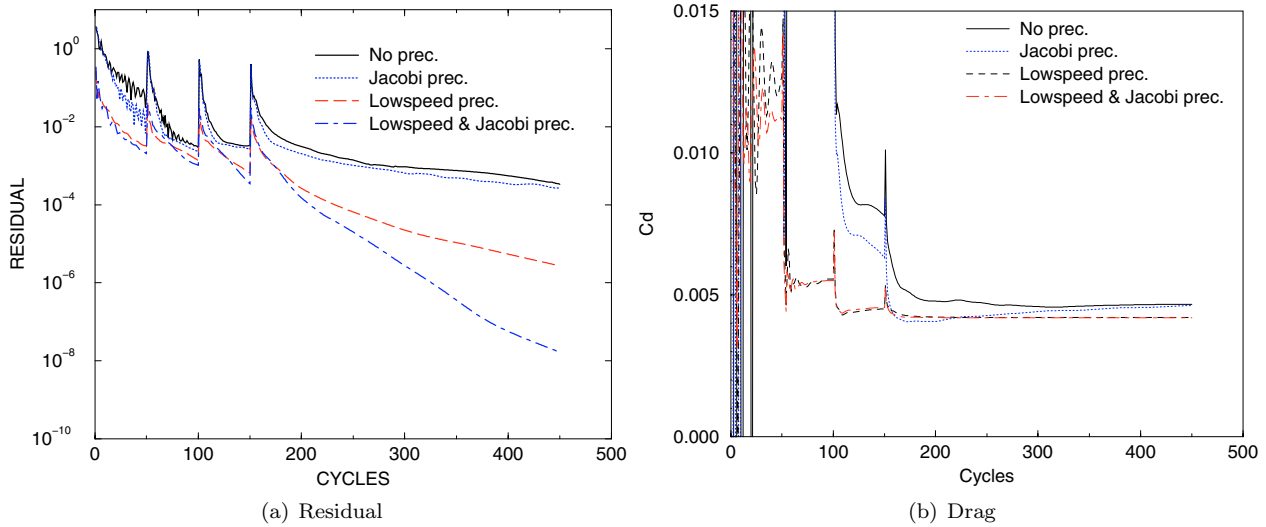 10^0
10^-2
10^-4
10^-6
10^-8
10^-10
RESIDUAL
No prec.
Jacobi prec.
Lowspeed prec.
Lowspeed & Jacobi prec.
0 100 200 300 400 500
CYCLES
(a) Residual
0.015
0.010
0.005
0.000
Cd
No prec.
Jacobi prec.
Lowspeed prec.
Lowspeed & Jacobi prec.
0 100 200 300 400 500
Cycles
(b) Drag